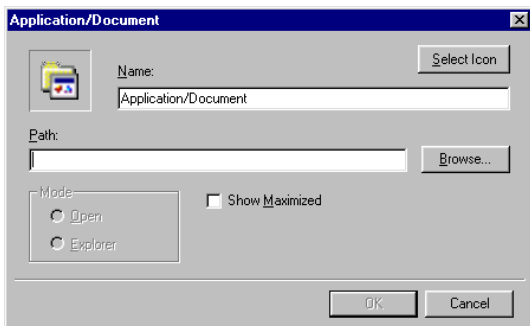 Application/Document
Select Icon
Name:
Application/Document
Path:
Browse...
Mode
Open
Explorer
Show Maximized
OK
Cancel